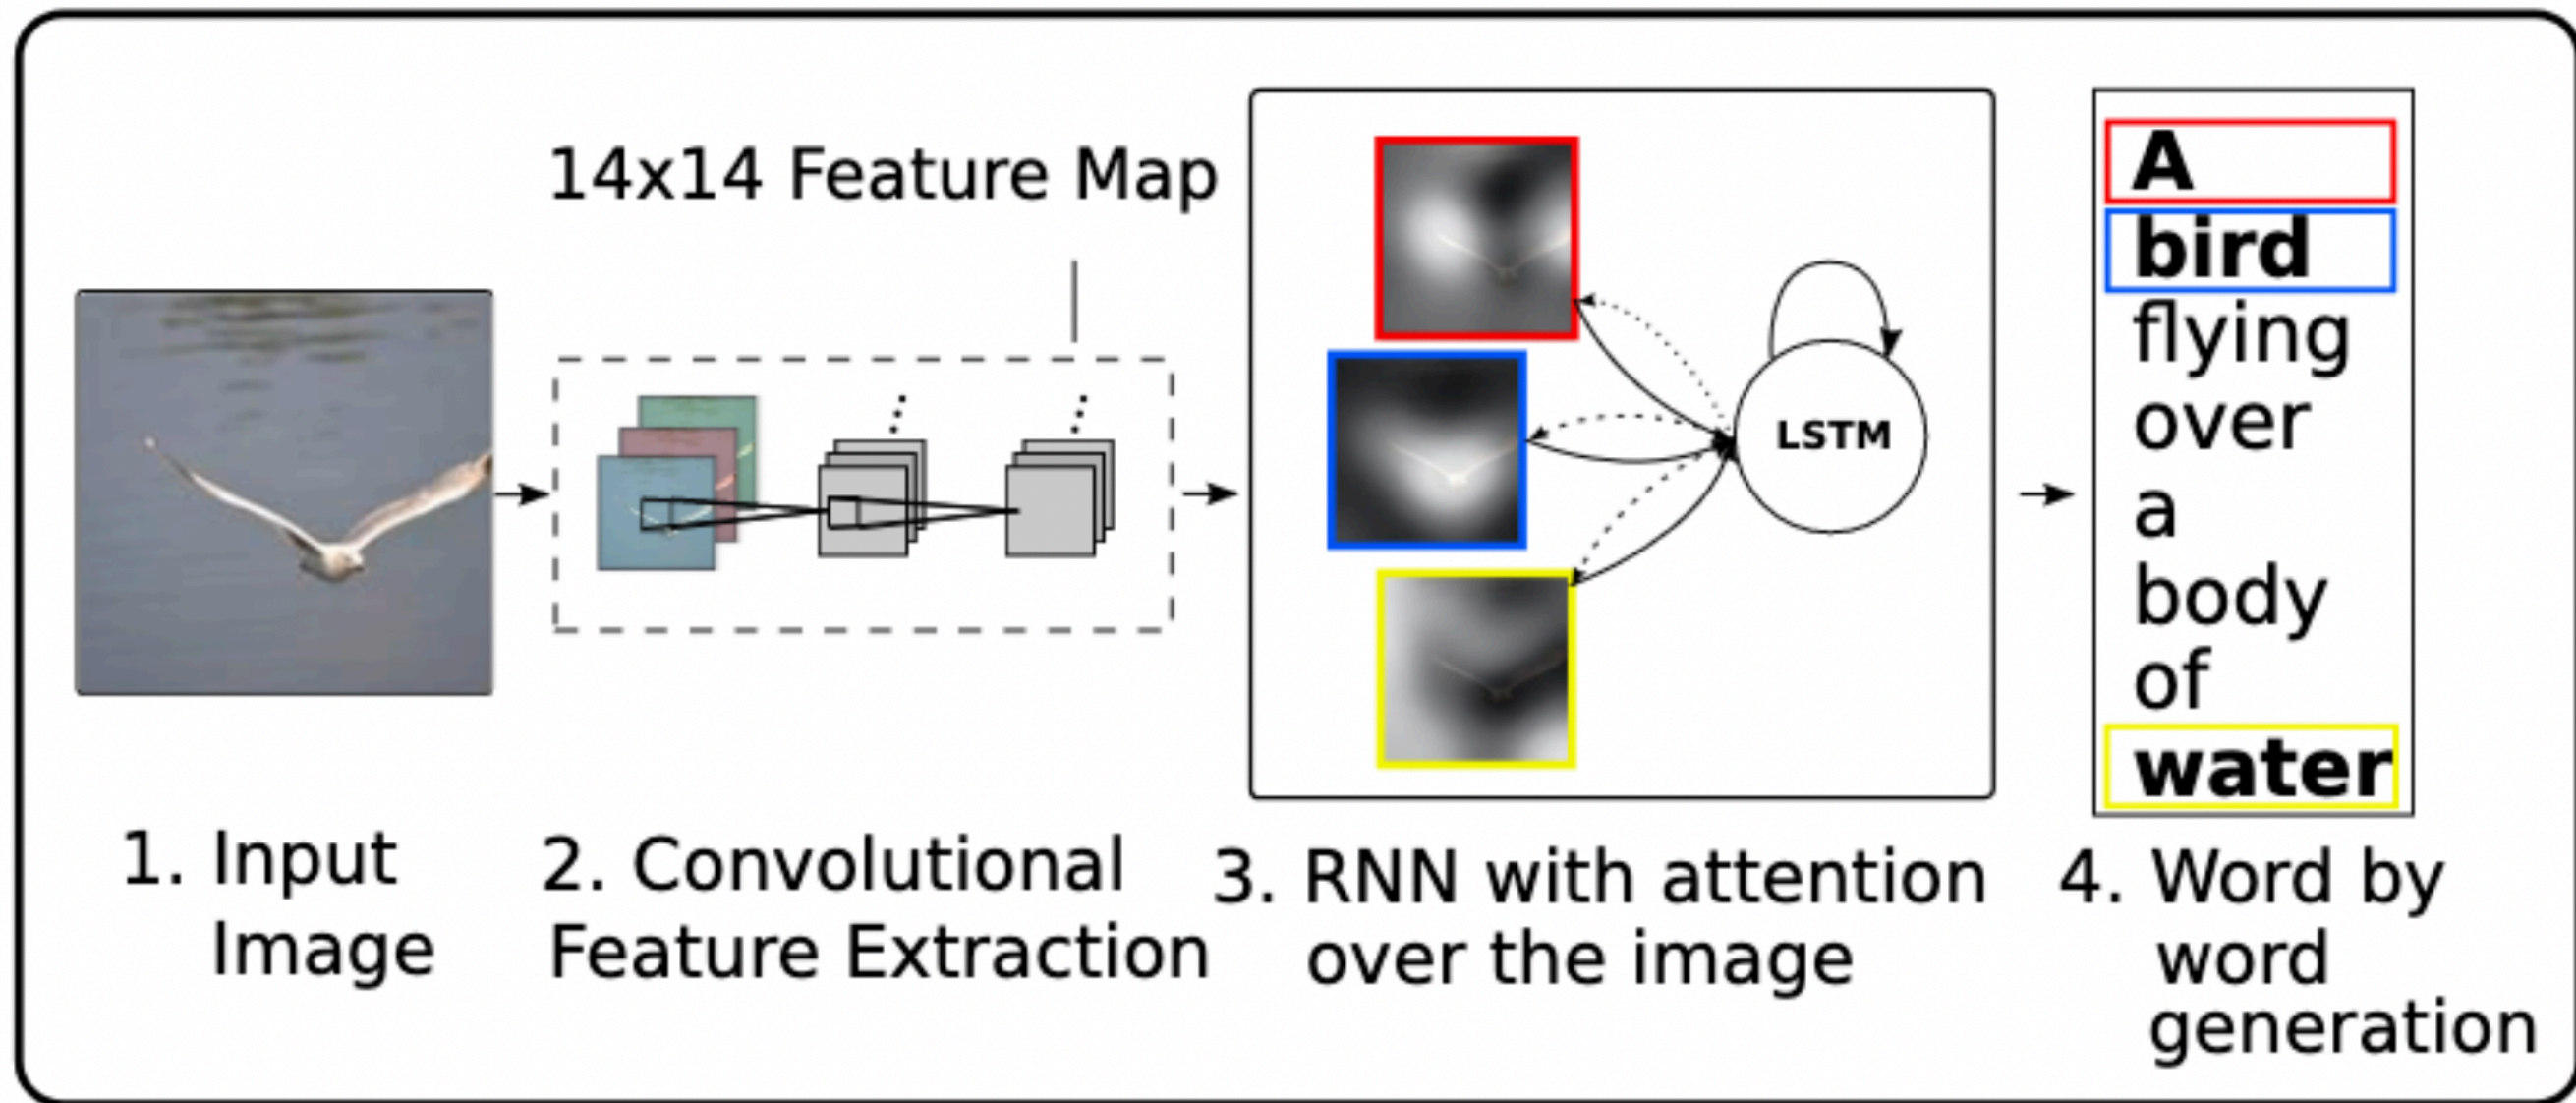 14x14 Feature Map
LSTM
A
bird
flying
over
a
body
of
water
1. Input
Image
2. Convolutional
Feature Extraction
3. RNN with attention
over the image
4. Word by
word
generation